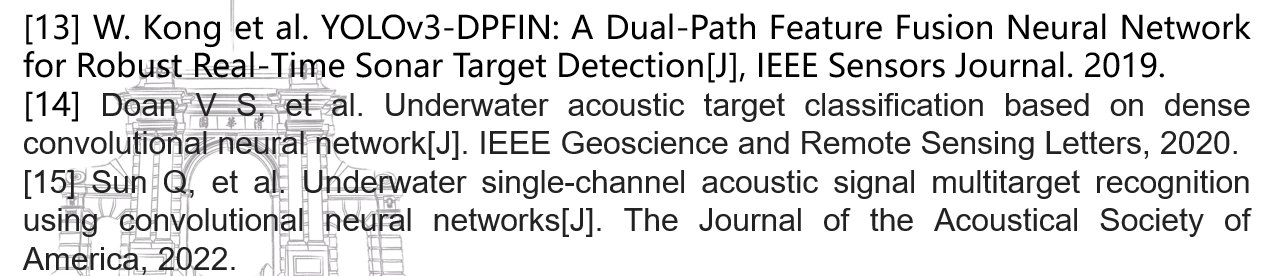 [13] W. Kong et al. YOLOv3-DPFIN: A Dual-Path Feature Fusion Neural Network
for Robust Real-Time Sonar Target Detection[J], IEEE Sensors Journal. 2019.
[14] Doan V S, et al. Underwater acoustic target classification based on dense
convolutional neural network[J]. IEEE Geoscience and Remote Sensing Letters, 2020.
[15] Sun Q, et al. Underwater single-channel acoustic signal multitarget recognition
using convolutional neural networks[J]. The Journal of the Acoustical Society of
America, 2022.